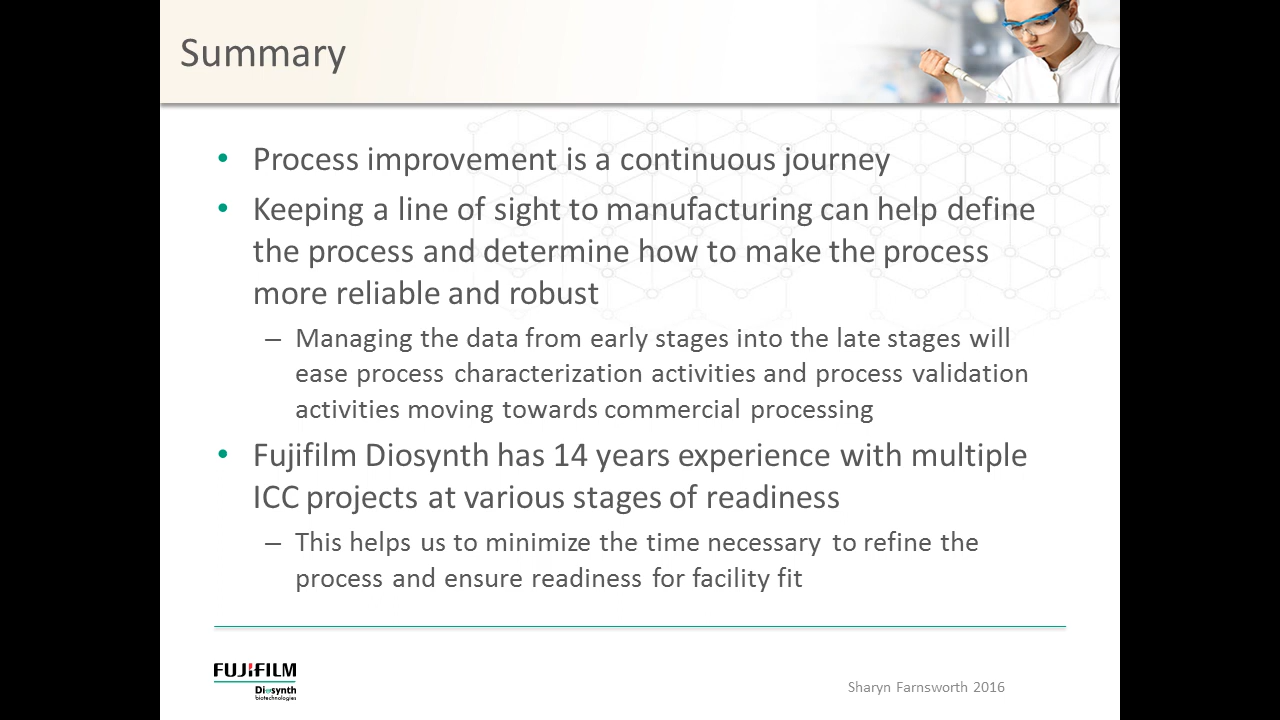 Summary
• Process improvement is a continuous journey
• Keeping a line of sight to manufacturing can help define
the process and determine how to make the process
more reliable and robust
– Managing the data from early stages into the late stages will
ease process characterization activities and process validation
activities moving towards commercial processing
• Fujifilm Diosynth has 14 years experience with multiple
ICC projects at various stages of readiness
– This helps us to minimize the time necessary to refine the
process and ensure readiness for facility fit
FUJIFILM
Diosynth
biotechnologies
Sharyn Farnsworth 2016